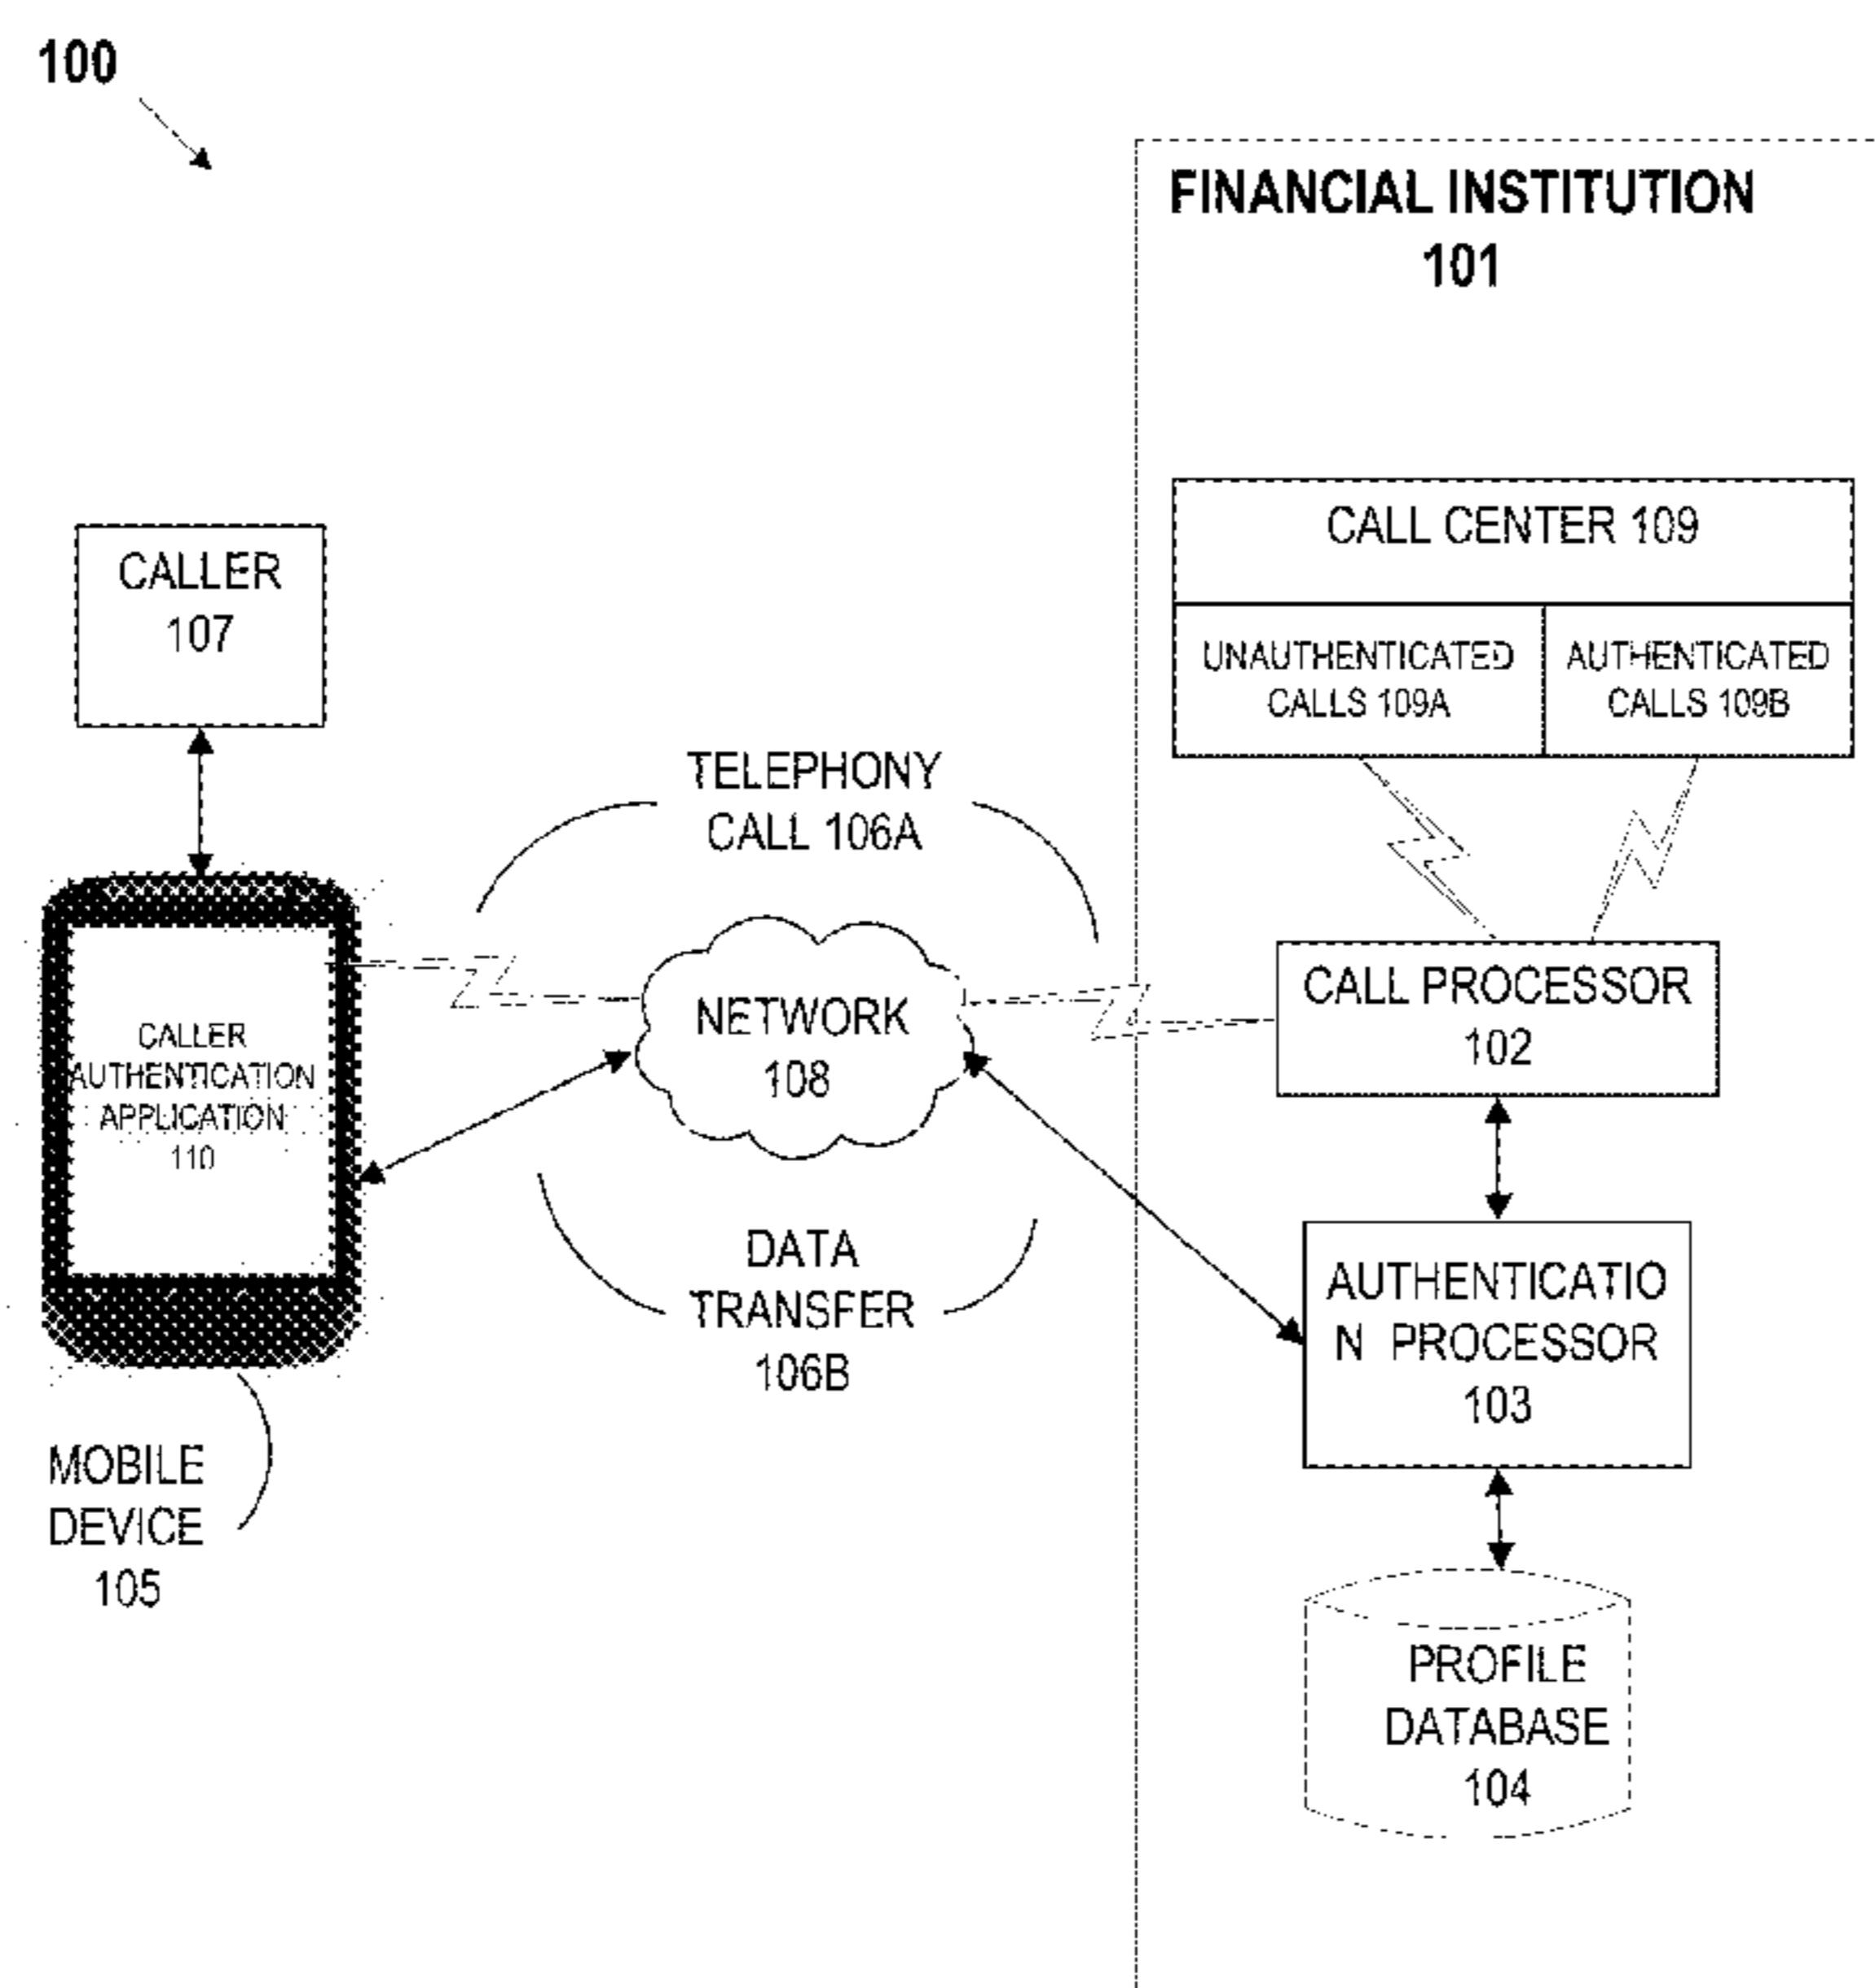 100
FINANCIAL INSTITUTION
101
CALL CENTER 109
UNAUTHENTICATED
CALLS 109A
AUTHENTICATED
CALLS 109B
CALLER
107
TELEPHONY
CALL 106A
NETWORK
108
CALL PROCESSOR
102
CALLER
AUTHENTICATION
APPLICATION
110
DATA
TRANSFER
106B
AUTHENTICATIO
N PROCESSOR
103
MOBILE
DEVICE
105
PROFILE
DATABASE
104